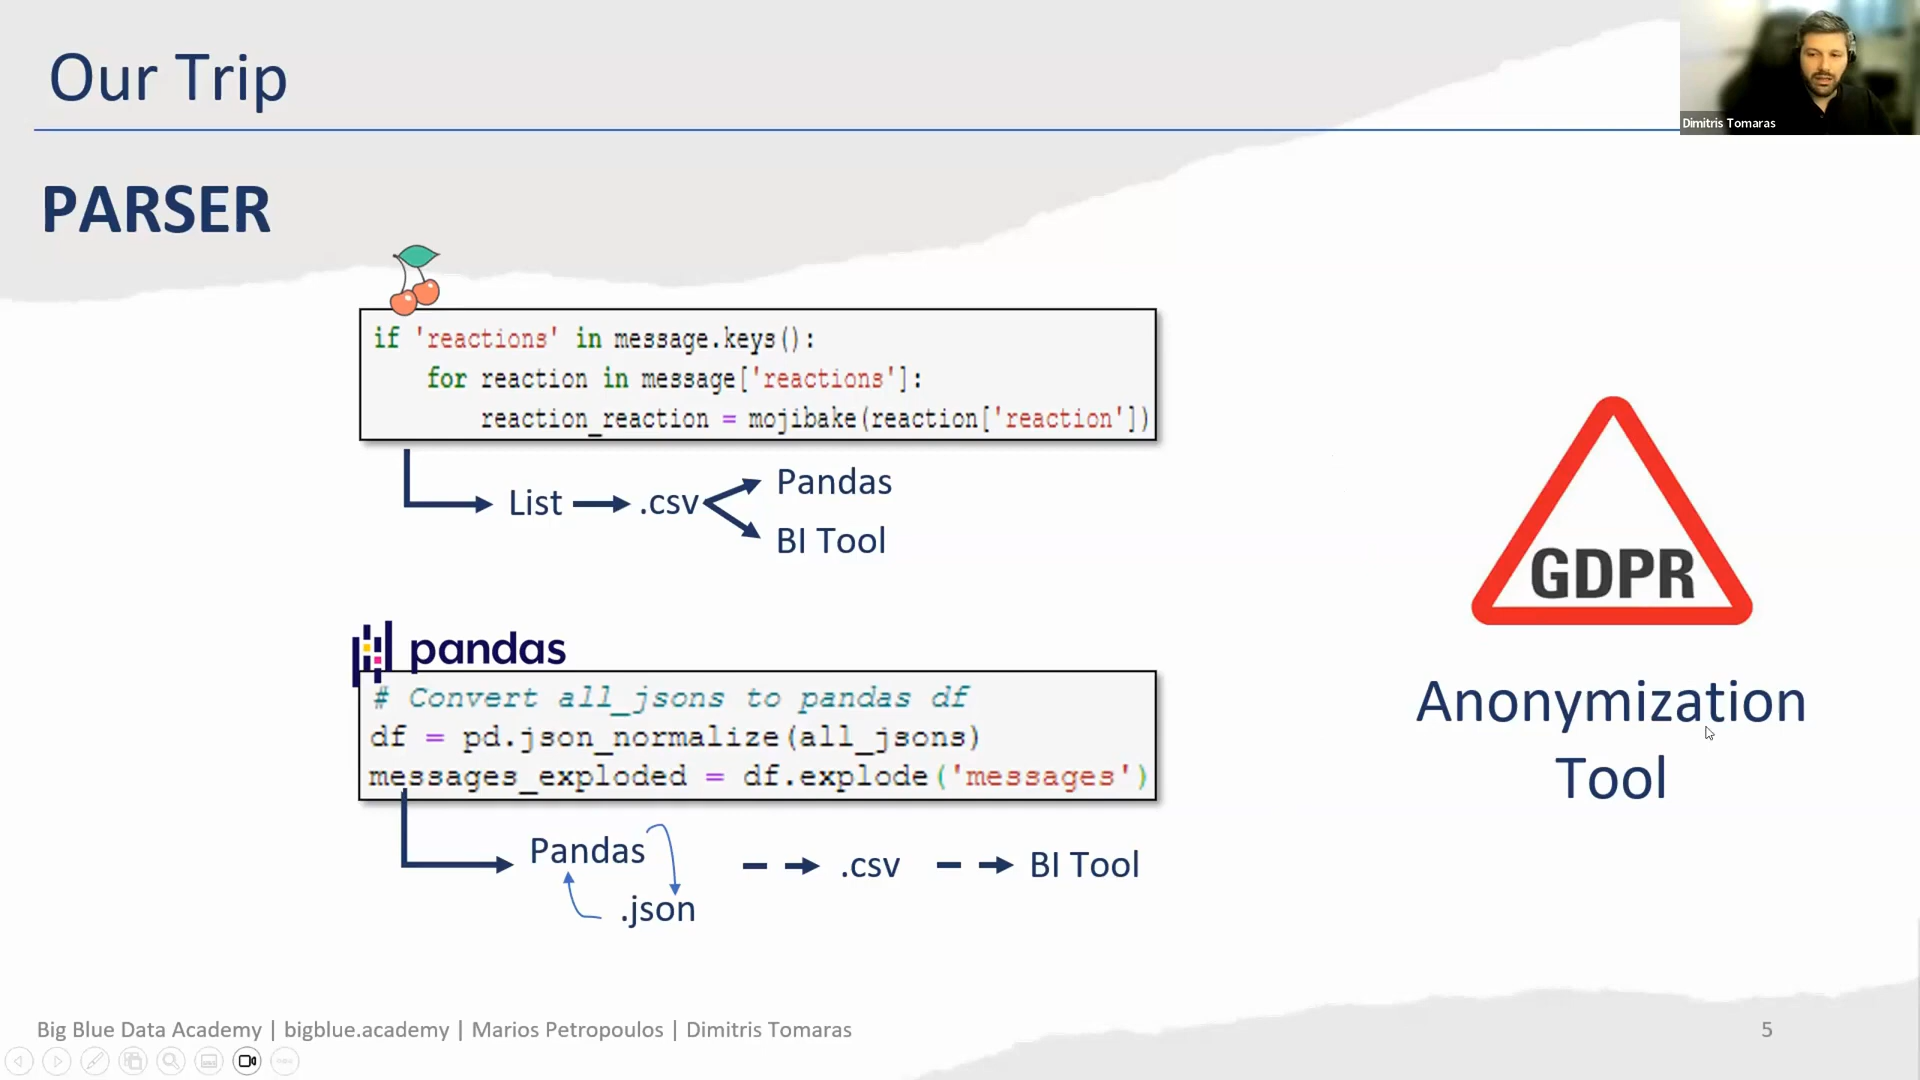 Our Trip
Dimitris Tomaras
PARSER
if 'reactions' in message.keys():
for reaction in message['reactions']:
reaction_reaction = mojibake(reaction['reaction'])
List
.csv
Pandas
BI Tool
pandas
# Convert all_jsons to pandas df
df = pd.json_normalize(all_jsons)
messages_exploded = df.explode('messages')
Pandas
.json
.csv
BI Tool
GDPR
Anonymization
Tool
Big Blue Data Academy | bigblue.academy | Marios Petropoulos | Dimitris Tomaras
5